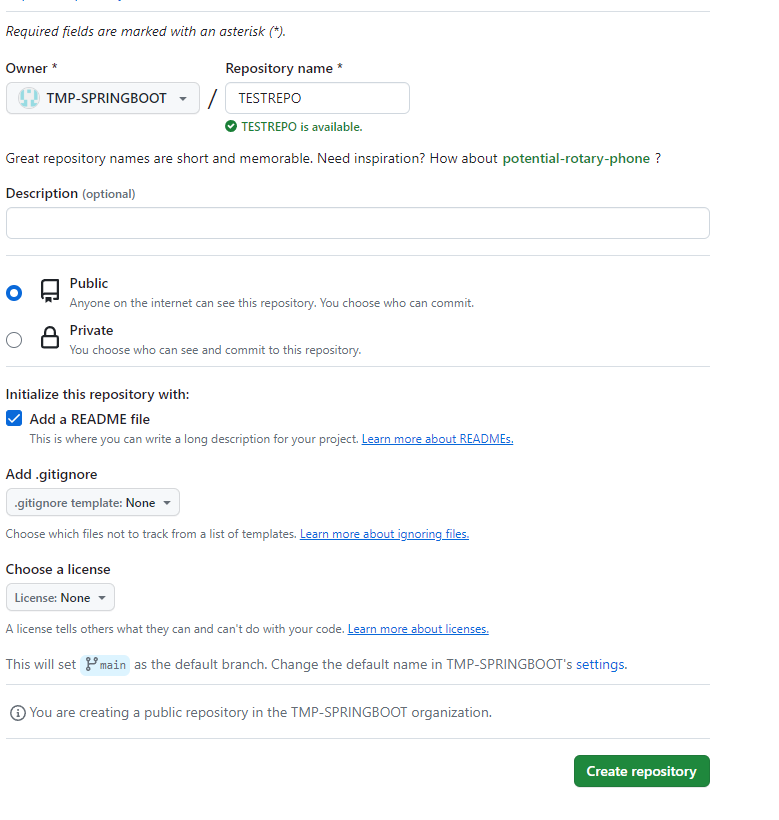 Required fields are marked with an asterisk (*).
Owner * Repository name *
TMP-SPRINGBOOT / TESTREPO
TESTREPO is available.
Great repository names are short and memorable. Need inspiration? How about potential-rotary-phone ?
Description (optional)
Public
Anyone on the internet can see this repository. You choose who can commit.
Private
You choose who can see and commit to this repository.
Initialize this repository with:
Add a README file
This is where you can write a long description for your project. Learn more about READMEs.
Add .gitignore
.gitignore template: None
Choose which files not to track from a list of templates. Learn more about ignoring files.
Choose a license
License: None
A license tells others what they can and can't do with your code. Learn more about licenses.
This will set main as the default branch. Change the default name in TMP-SPRINGBOOT's settings.
You are creating a public repository in the TMP-SPRINGBOOT organization.
Create repository